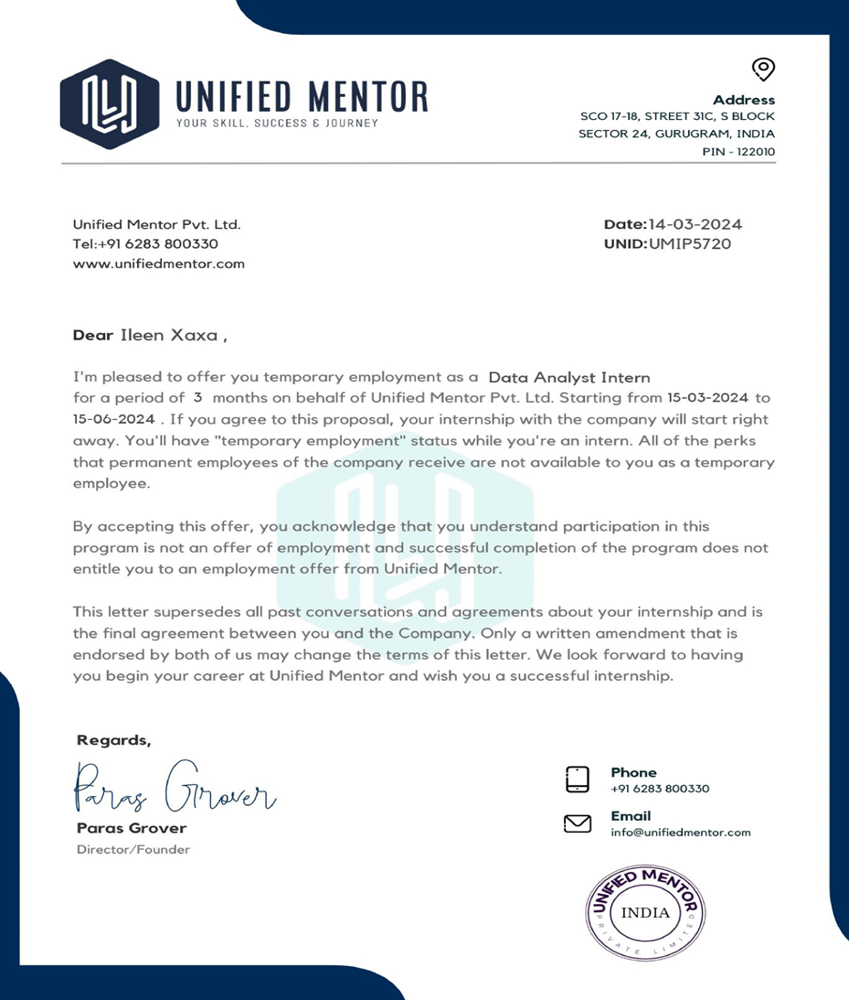 UNIFIED MENTOR
YOUR SKILL, SUCCESS & JOURNEY
Address
SCO 17-18, STREET 31C, S BLOCK
SECTOR 24, GURUGRAM, INDIA
PIN - 122010
Unified Mentor Pvt. Ltd.
Tel:+91 6283 800330
www.unifiedmentor.com
Date:14-03-2024
UNID:UMIP5720
Dear Ileen Xaxa ,
I'm pleased to offer you temporary employment as a Data Analyst Intern
for a period of 3 months on behalf of Unified Mentor Pvt. Ltd. Starting from 15-03-2024 to
15-06-2024 . If you agree to this proposal, your internship with the company will start right
away. You'll have "temporary employment" status while you're an intern. All of the perks
that permanent employees of the company receive are not available to you as a temporary
employee.
By accepting this offer, you acknowledge that you understand participation in this
program is not an offer of employment and successful completion of the program does not
entitle you to an employment offer from Unified Mentor.
This letter supersedes all past conversations and agreements about your internship and is
the final agreement between you and the Company. Only a written amendment that is
endorsed by both of us may change the terms of this letter. We look forward to having
you begin your career at Unified Mentor and wish you a successful internship.
Regards,
Paras Grover
Paras Grover
Director/Founder
Phone
+91 6283 800330
Email
info@unifiedmentor.com
UNIFIED MENTOR
INDIA
PRIVATE LIMITED